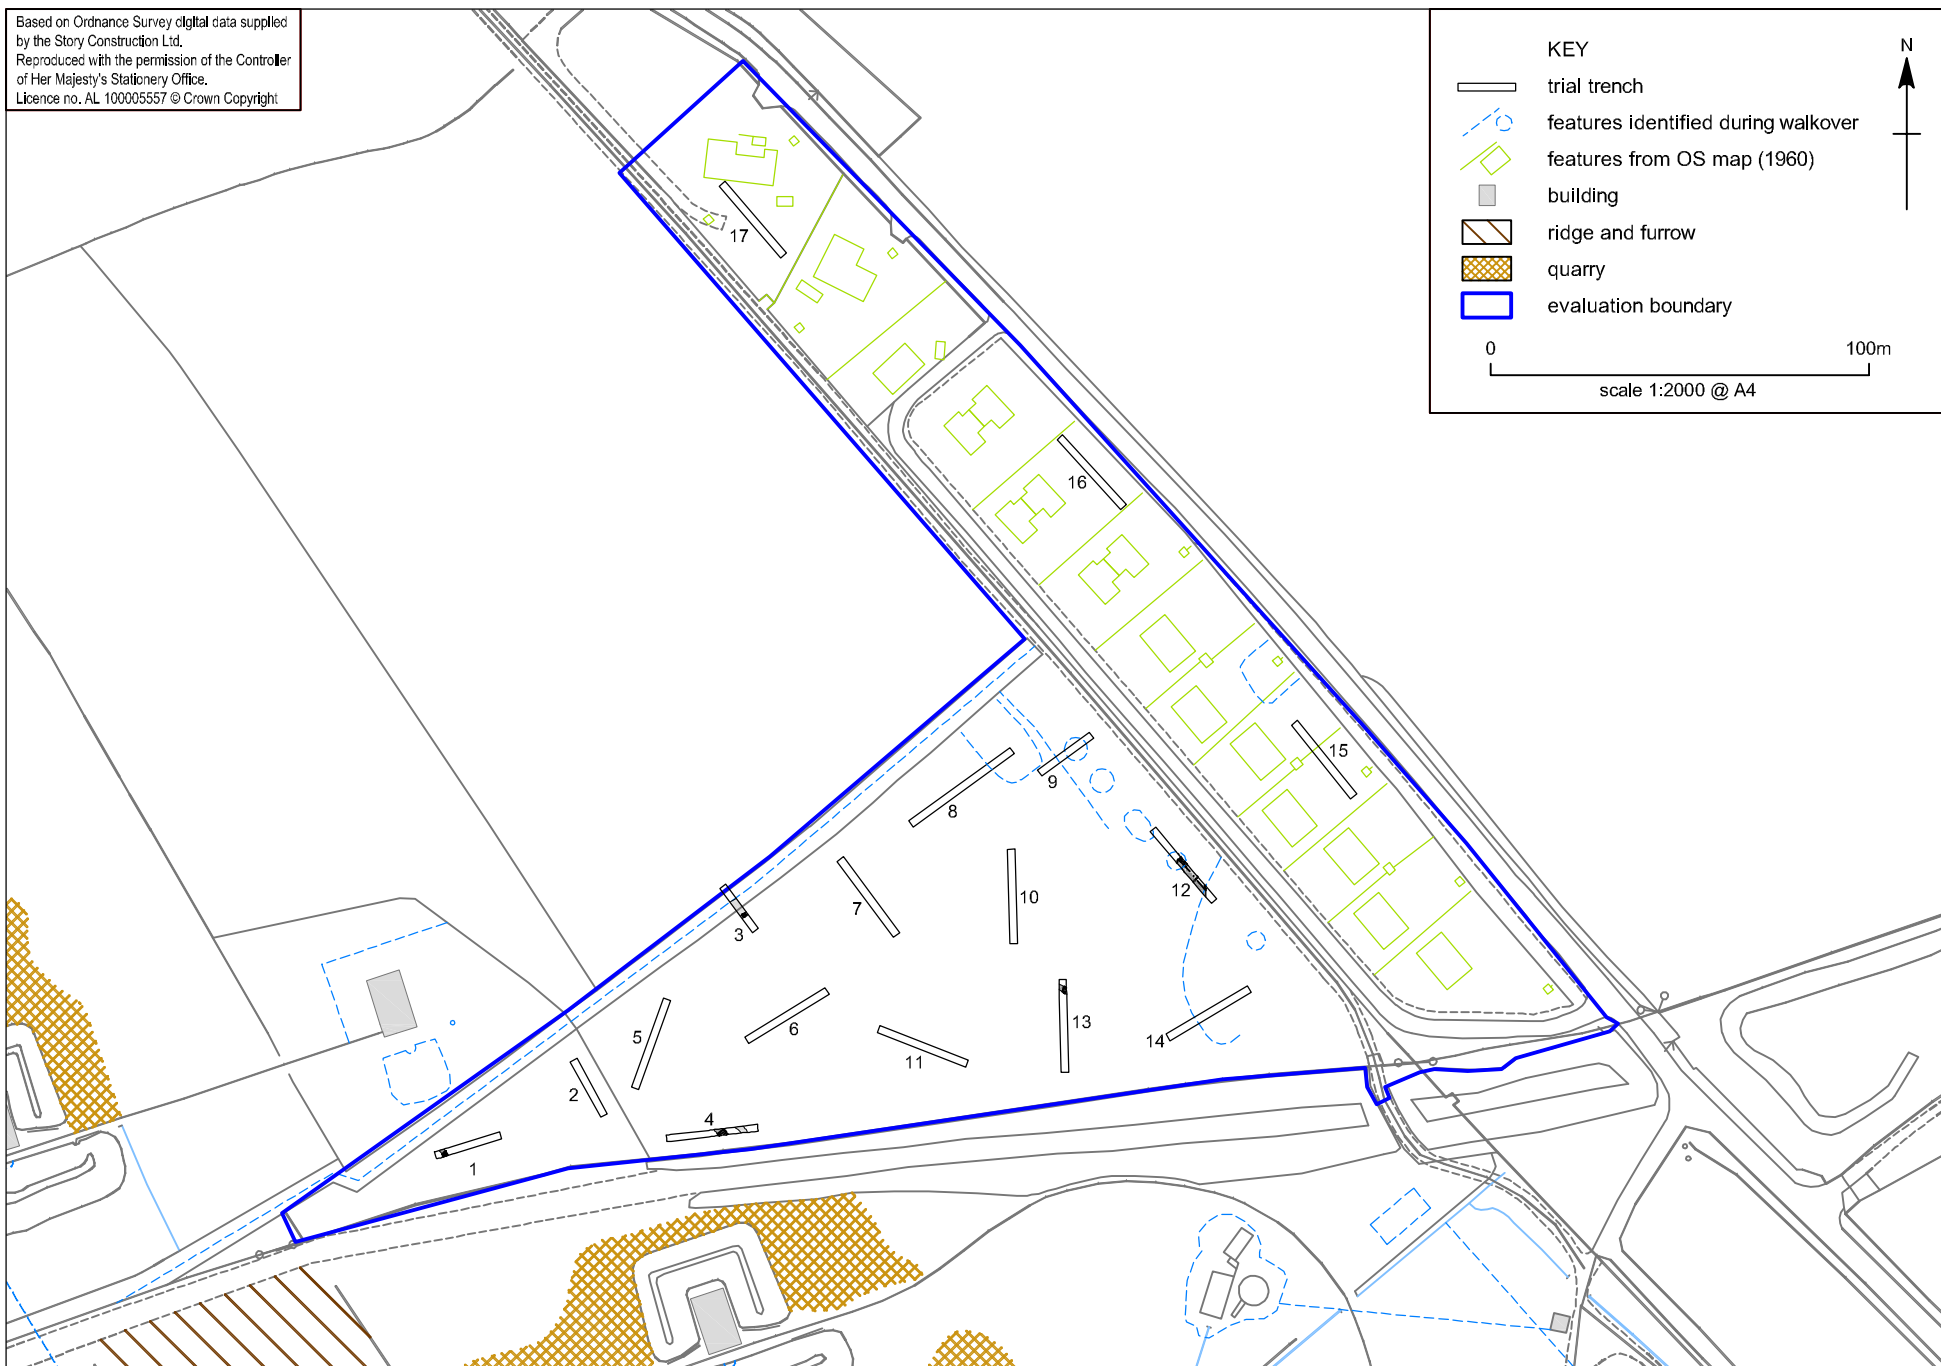 Based on Ordnance Survey digital data supplied
by the Story Construction Ltd.
Reproduced with the permission of the Controller
of Her Majesty's Stationery Office.
Licence no. AL 100005557 © Crown Copyright
KEY
N
trial trench
features identified during walkover
features from OS map (1960)
building
ridge and furrow
quarry
evaluation boundary
0 100m
scale 1:2000 @ A4
17
16
15
9
8
12
10
7
3
13
6
5
14
11
2
4
1